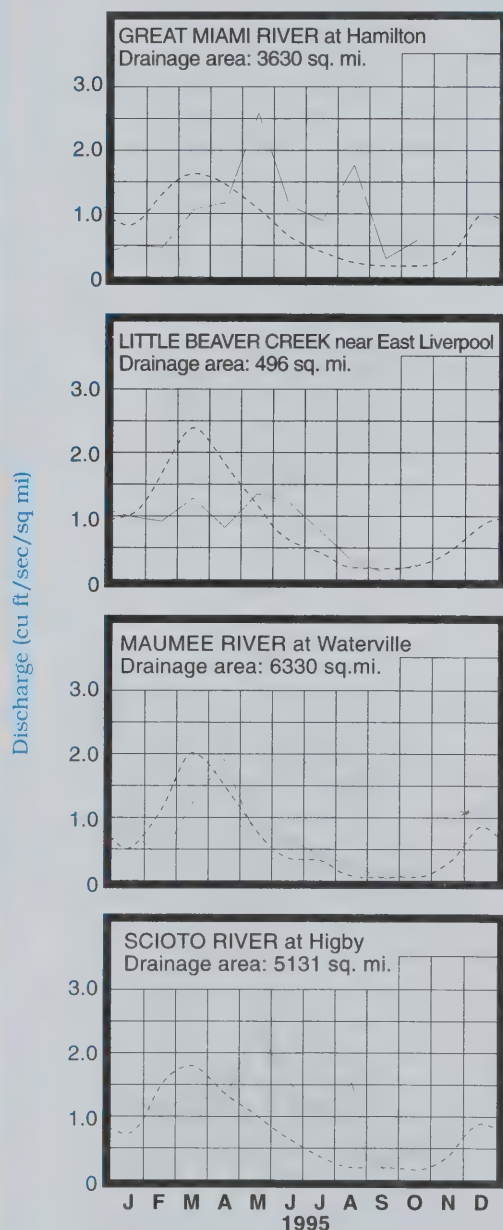 GREAT MIAMI RIVER at Hamilton
Drainage area: 3630 sq. mi.
3.0
2.0
1.0
0
LITTLE BEAVER CREEK near East Liverpool
Drainage area: 496 sq. mi.
3.0
2.0
1.0
0
Discharge (cu ft/sec/sq mi)
MAUMEE RIVER at Waterville
Drainage area: 6330 sq.mi.
3.0
2.0
1.0
0
SCIOTO RIVER at Higby
Drainage area: 5131 sq. mi.
3.0
2.0
1.0
0
J F M A M J J A S O N D
1995